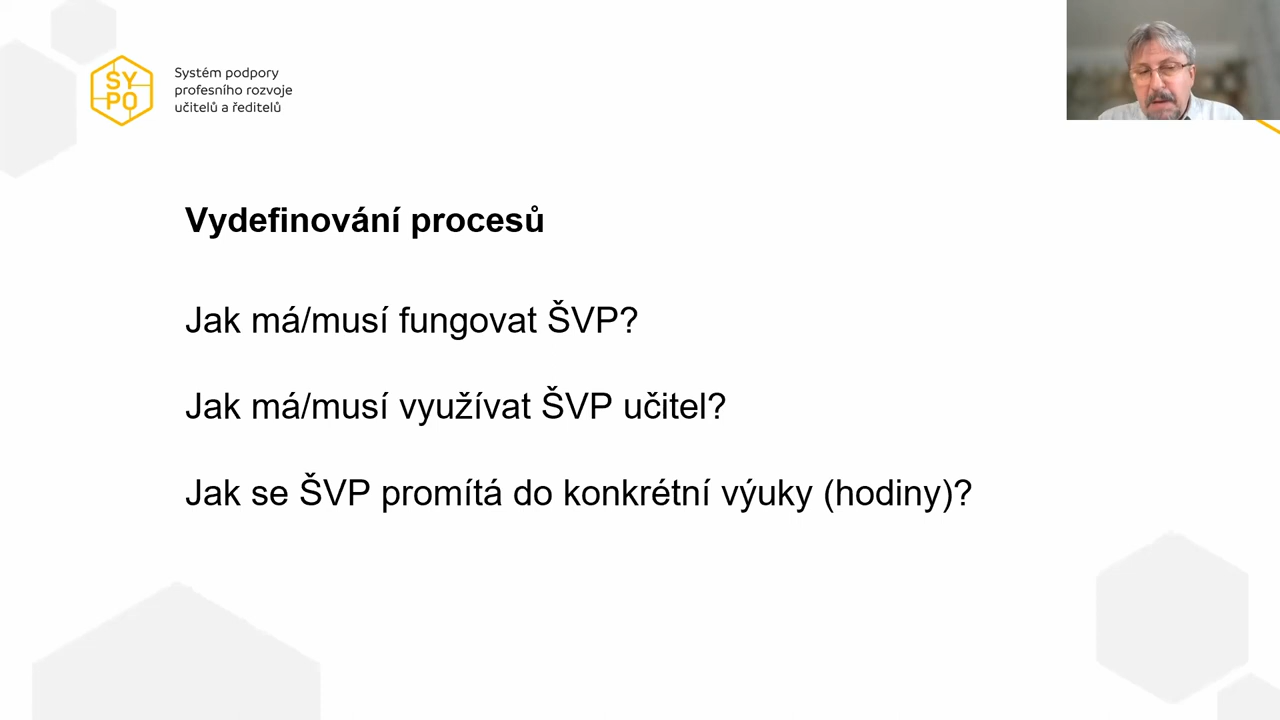 SY
PO
Systém podpory
profesního rozvoje
učitelů a ředitelů
Vydefinování procesů
Jak má/musí fungovat ŠVP?
Jak má/musí využívat ŠVP učitel?
Jak se ŠVP promítá do konkrétní výuky (hodiny)?